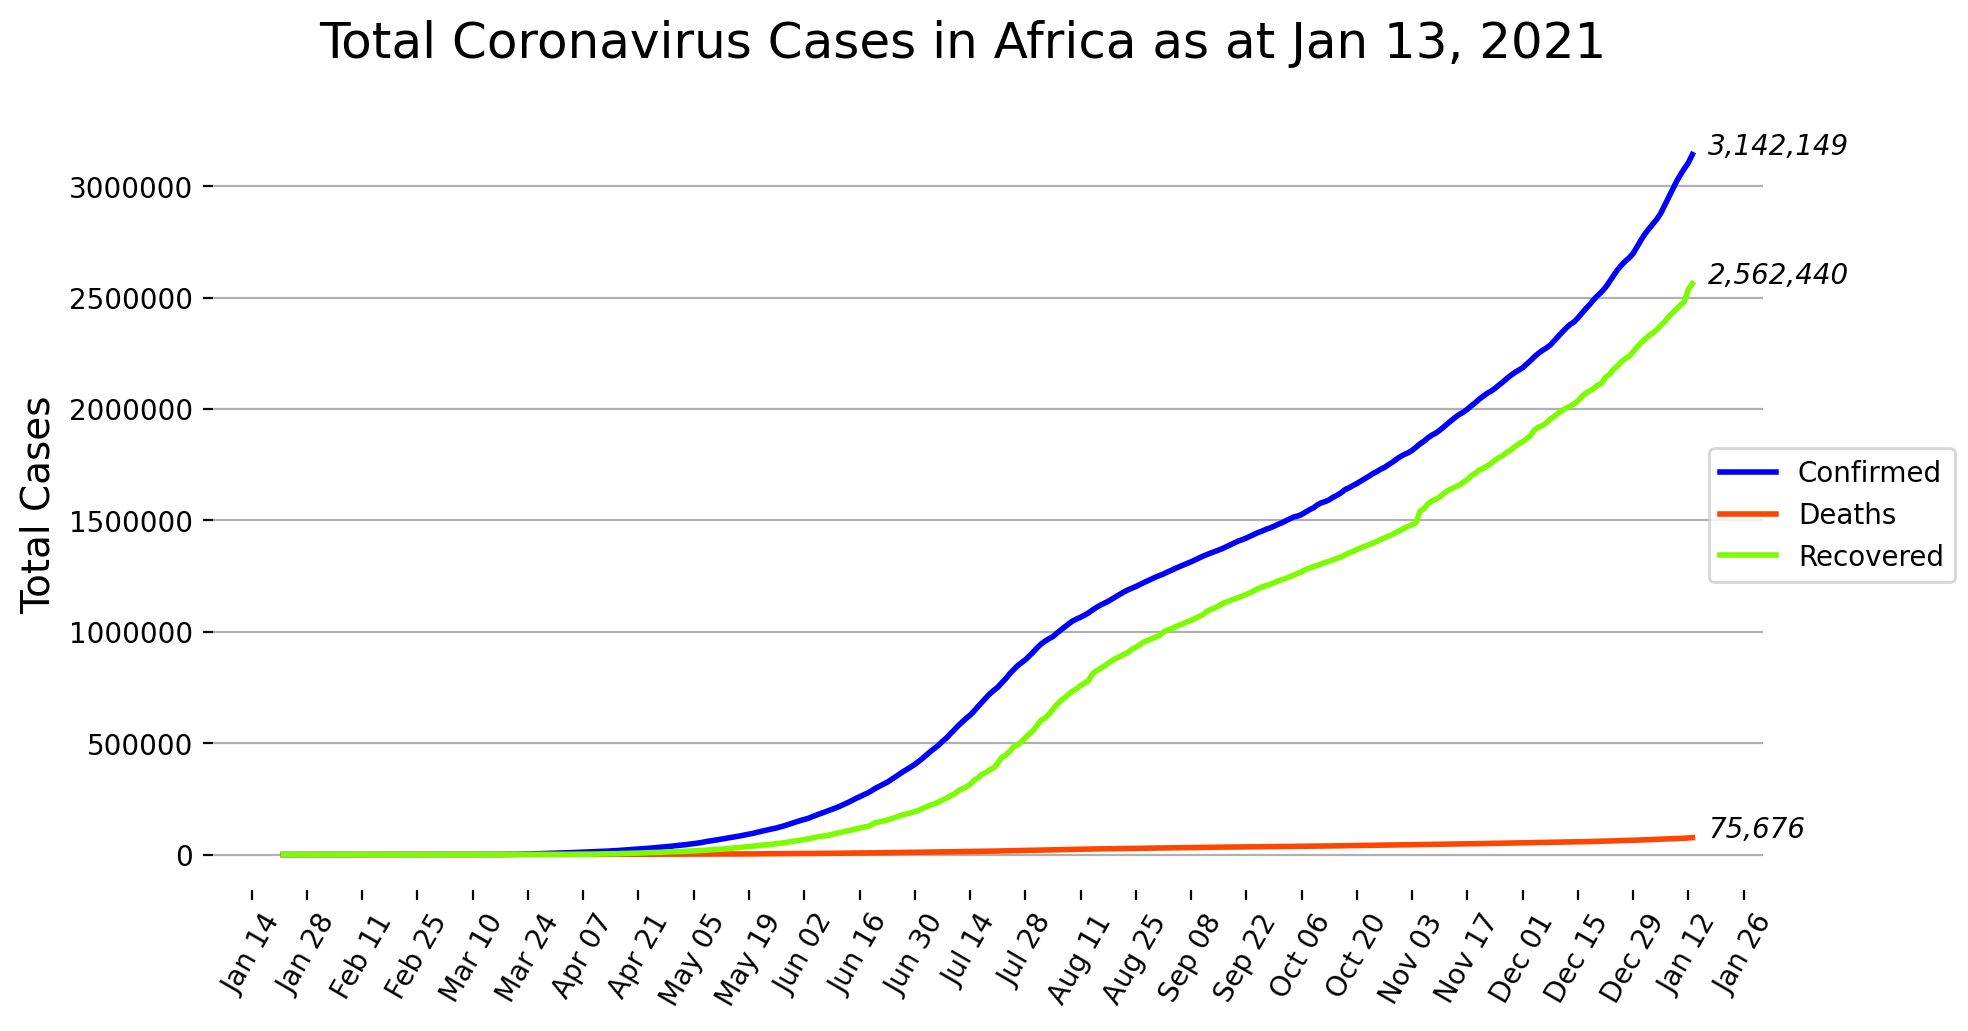 Total Coronavirus Cases in Africa as at Jan 13, 2021
Total Cases
3000000
2500000
2000000
1500000
1000000
500000
0
3,142,149
2,562,440
75,676
Confirmed
Deaths
Recovered
Jan 14
Jan 28
Feb 11
Feb 25
Mar 10
Mar 24
Apr 07
Apr 21
May 05
May 19
Jun 02
Jun 16
Jun 30
Jul 14
Jul 28
Aug 11
Aug 25
Sep 08
Sep 22
Oct 06
Oct 20
Nov 03
Nov 17
Dec 01
Dec 15
Dec 29
Jan 12
Jan 26